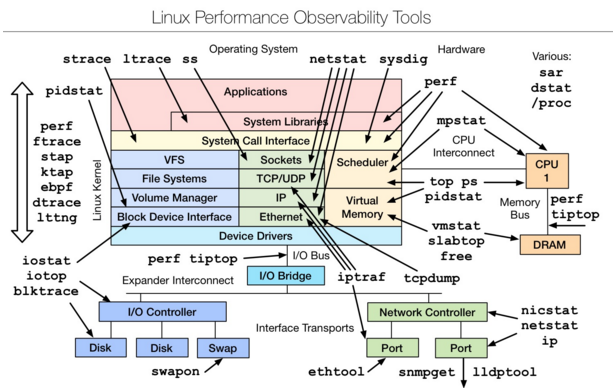 Linux Performance Observability Tools
Operating System
Hardware
Various:
sar
dstat
/proc
strace ltrace ss netstat sysdig
perf
pidstat
mpstat
Applications
System Libraries
System Call Interface
Linux Kernel
VFS
Sockets
Scheduler
File Systems
TCP/UDP
Volume Manager
IP
Virtual
Memory
Block Device Interface
Ethernet
Device Drivers
perf
ftrace
stap
ktap
ebpf
dtrace
lttng
CPU
Interconnect
CPU
1
top ps
pidstat
Memory
Bus
perf
tiptop
vmstat
slabtop
free
DRAM
iostat
iotop
blktrace
perf tiptop
I/O Bus
Expander Interconnect
I/O Bridge
iptraf
tcpdump
I/O Controller
Disk
Disk
Swap
swapon
Interface Transports
Network Controller
Port
Port
nicstat
netstat
ip
ethtool
snmpget
lldptool